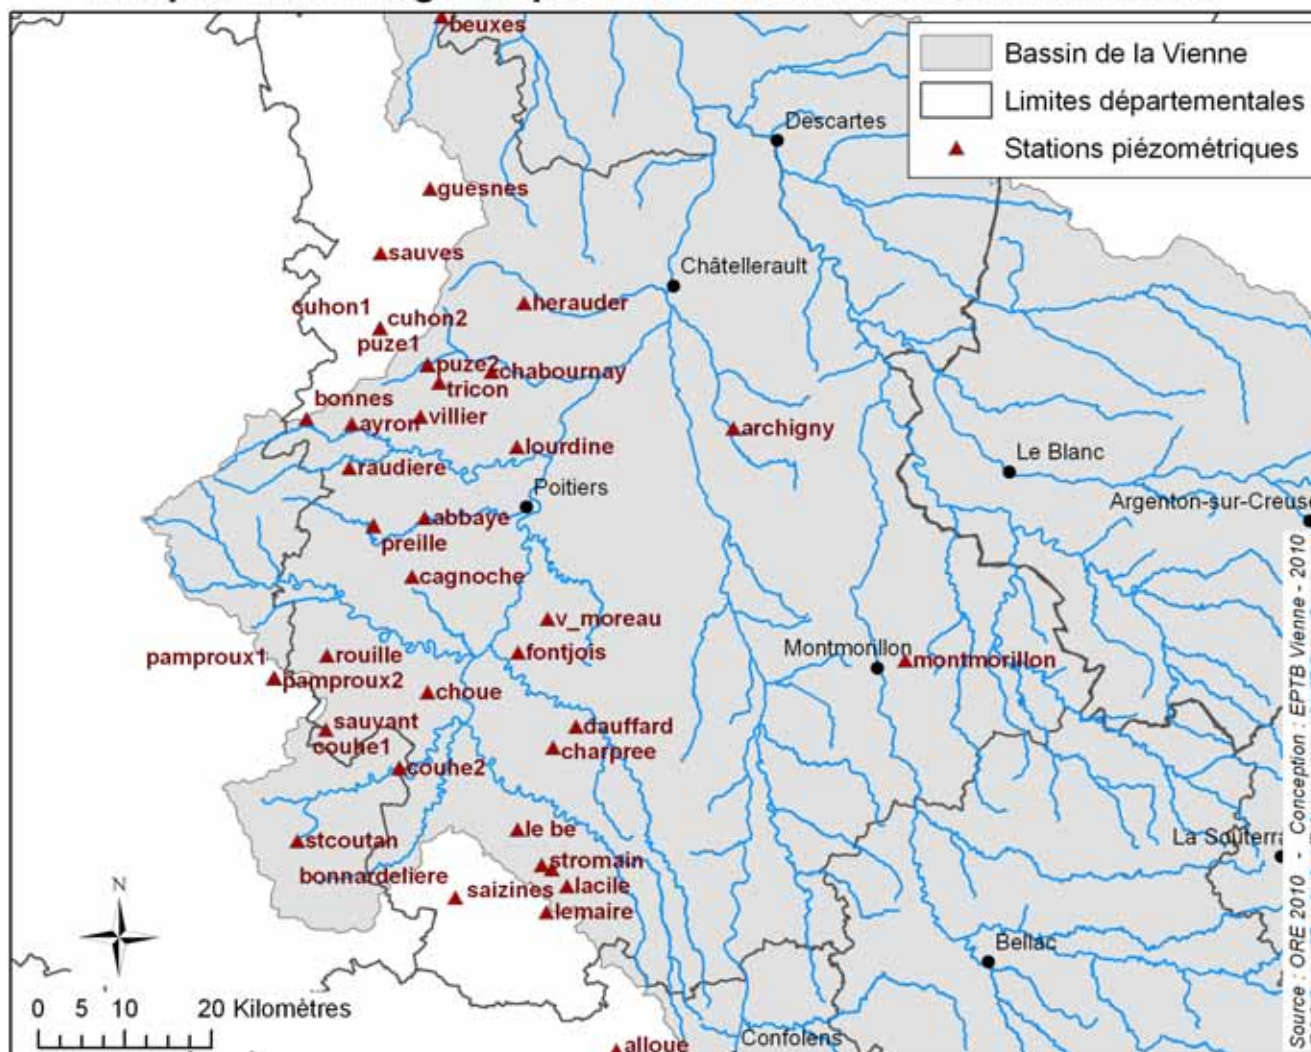 beuxes
Bassin de la Vienne
Limites départementales
Stations piézométriques
Descartes
guesnes
sauves
Châtellerault
cuhon1
herauder
cuhon2
puze1
puze2
chabournay
tricon
bonnes
ayron
villier
archigny
lourdine
raudiere
Le Blanc
Poitiers
Argenton-sur-Creuse
abbaye
preille
cagnoche
v_moreau
fontjois
Montmorillon
montmorillon
pamproux1
rouille
pamproux2
choue
sauvant
dauffard
couhe1
charpree
couhe2
le be
stcoutan
La Souterra
stromain
bonnardeliere
saizines
lacile
lemaire
Bellac
N
0 5 10 20 Kilomètres
Confolens
alloue
Source : ORE 2010 - Conception : EPTB Vienne - 2010